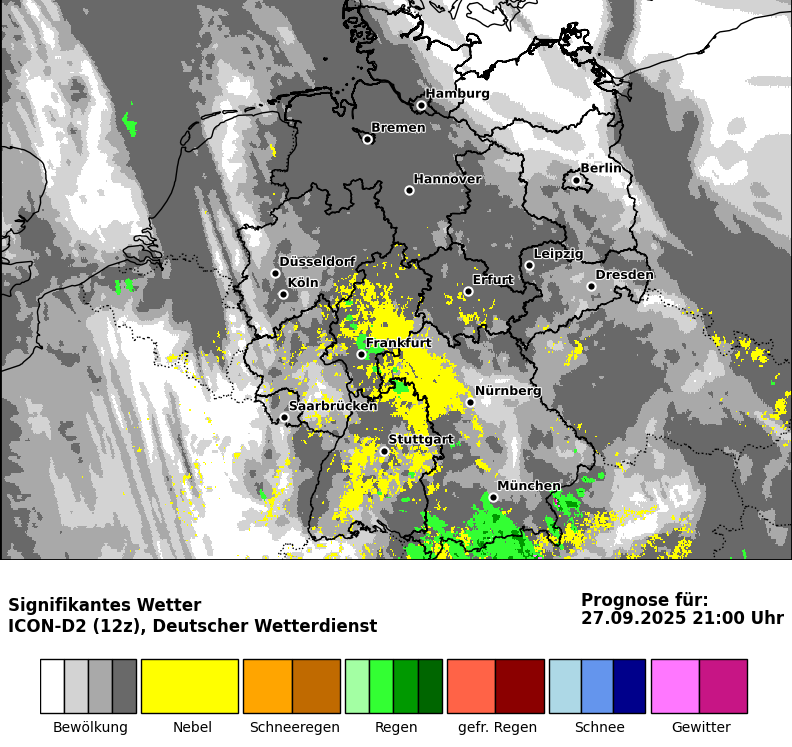 Hamburg
Bremen
Berlin
Hannover
Leipzig
Düsseldorf
Dresden
Köln
Erfurt
Frankfurt
Nürnberg
Saarbrücken
Stuttgart
München
Signifikantes Wetter
ICON-D2 (12z), Deutscher Wetterdienst
Prognose für:
27.09.2025 21:00 Uhr
Bewölkung
Nebel
Schneeregen
Regen
gefr. Regen
Schnee
Gewitter